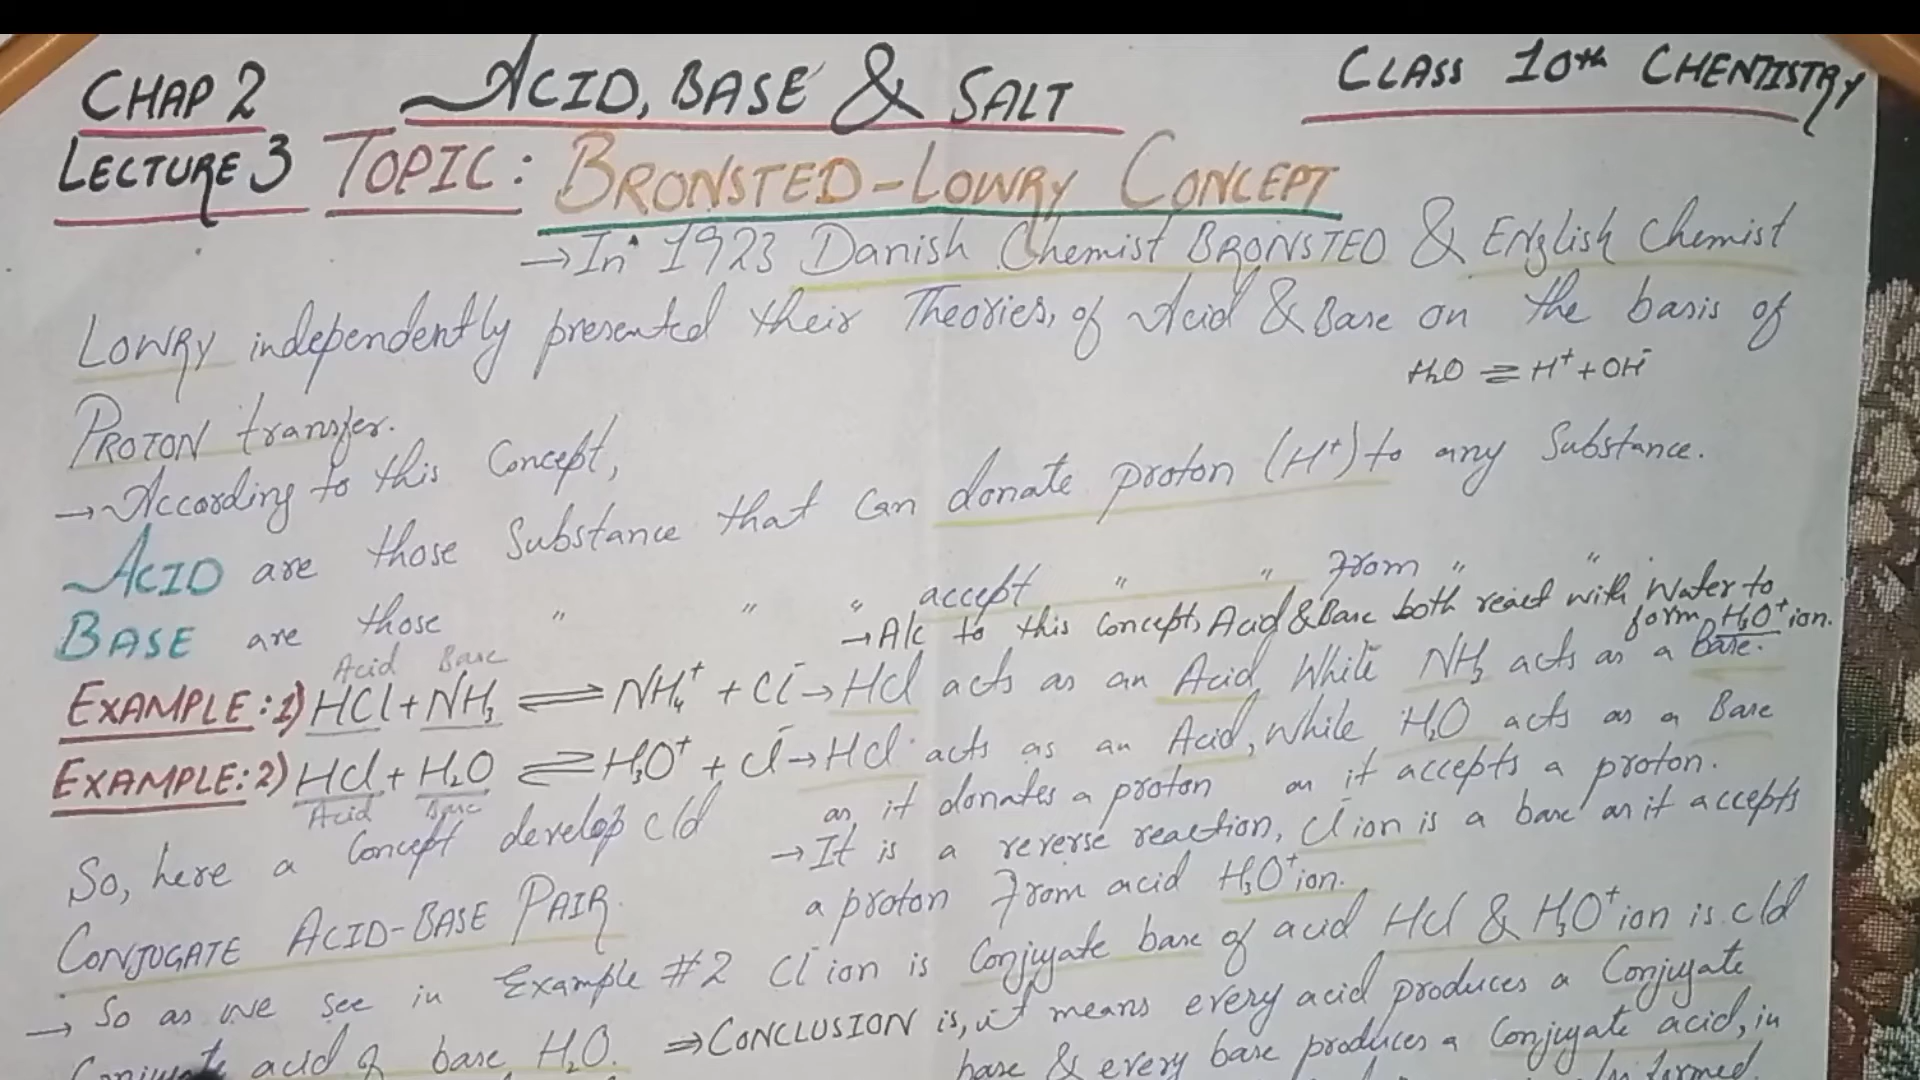 CHAP 2 ACID, BASE & SALT CLASS 10th CHEMISTRY
LECTURE 3 TOPIC: BRONSTED-LOWRY CONCEPT
→ In 1923 Danish Chemist BRONSTED & English Chemist
LOWRY independently presented their Theories, of Acid & Base on the basis of
H₂O ⇌ H⁺ + OH⁻
PROTON transfer.
→ According to this Concept,
ACID are those Substance that can donate proton (H⁺) to any Substance.
BASE are those " " " accept " " From " "
→ A/c to this concept, Acid & Base both react with Water to
form H₃O⁺ ion.
Acid Base
EXAMPLE: 1) HCl + NH₃ ⇌ NH₄⁺ + Cl⁻ → HCl acts as an Acid While NH₃ acts as a Base.
EXAMPLE: 2) HCl + H₂O ⇌ H₃O⁺ + Cl⁻ → HCl acts as an Acid, While H₂O acts as a Base
Acid Base
as it donates a proton as it accepts a proton.
So, here a Concept develop c/d
→ It is a reverse reaction, Cl⁻ ion is a base as it accepts
a proton From acid H₃O⁺ ion.
CONJUGATE ACID-BASE PAIR.
→ So as we see in Example #2 Cl⁻ ion is Conjugate base of acid HCl & H₃O⁺ ion is c/d
Conjugate acid of base H₂O. ⇒ CONCLUSION is, it means every acid produces a Conjugate
base & every base produces a Conjugate acid, in
formed.